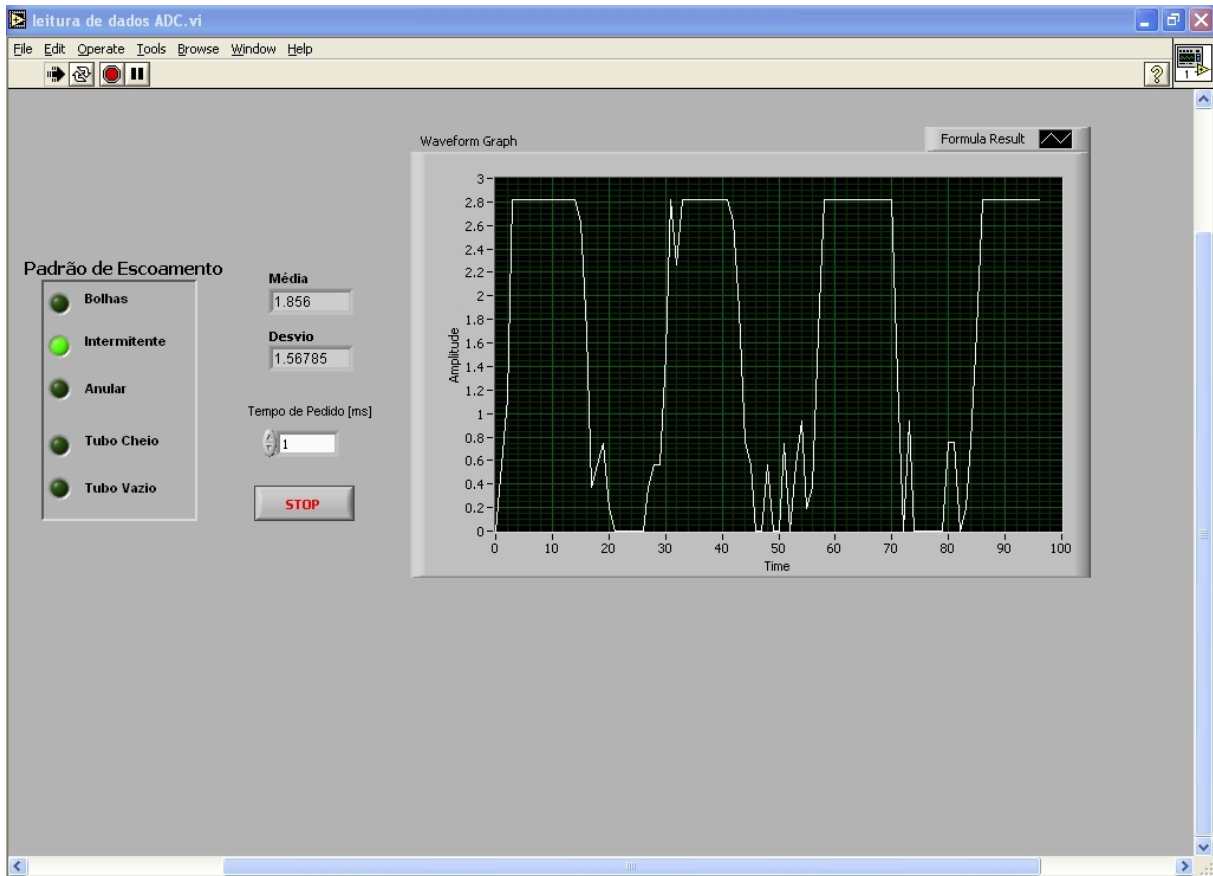 leitura de dados ADC.vi
File Edit Operate Tools Browse Window Help
1
Waveform Graph
Formula Result
Padrão de Escoamento
Bolhas
Intermitente
Anular
Tubo Cheio
Tubo Vazio
Média
1.856
Desvio
1.56785
Tempo de Pedido [ms]
1
STOP
Amplitude
3
2.8
2.6
2.4
2.2
2
1.8
1.6
1.4
1.2
1
0.8
0.6
0.4
0.2
0
0 10 20 30 40 50 60 70 80 90 100
Time